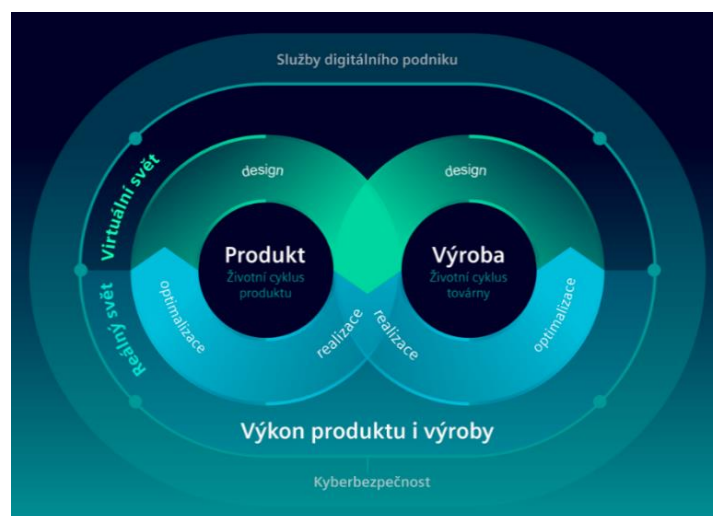 Služby digitálního podniku
Virtuální svět
design
design
Produkt
Životní cyklus
produktu
Výroba
Životní cyklus
továrny
Reálný svět
optimalizace
realizace
realizace
optimalizace
Výkon produktu i výroby
Kyberbezpečnost